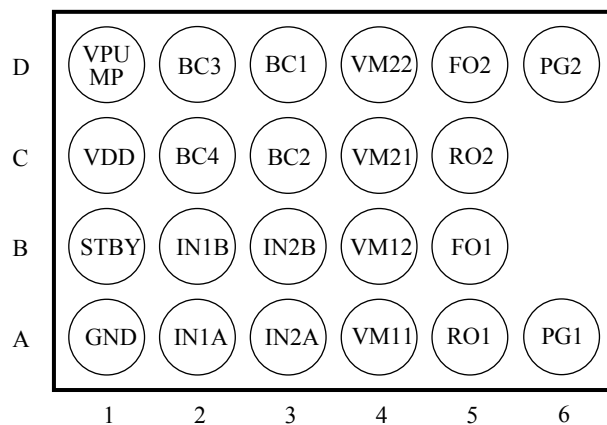 D VPU MP BC3 BC1 VM22 FO2 PG2
C VDD BC4 BC2 VM21 RO2
B STBY IN1B IN2B VM12 FO1
A GND IN1A IN2A VM11 RO1 PG1
1 2 3 4 5 6